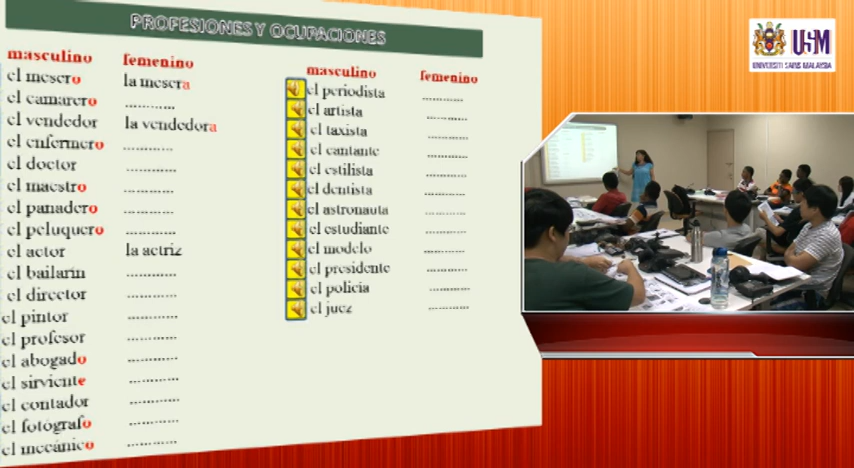 PROFESIONES Y OCUPACIONES
masculino femenino
el mesero la mesera
el camarero ............
el vendedor la vendedora
el enfermero ............
el doctor ............
el maestro ............
el panadero ............
el peluquero ............
el actor la actriz
el bailarin ............
el director ............
el pintor ............
el profesor ............
el abogado ............
el sirviente ............
el contador ............
el fotógrafo ............
el mecánico ............
masculino femenino
el periodista ............
el artista ............
el taxista ............
el cantante ............
el estilista ............
el dentista ............
el astronauta ............
el estudiante ............
el modelo ............
el presidente ............
el policia ............
el juez ............
USM
UNIVERSITI SAINS MALAYSIA